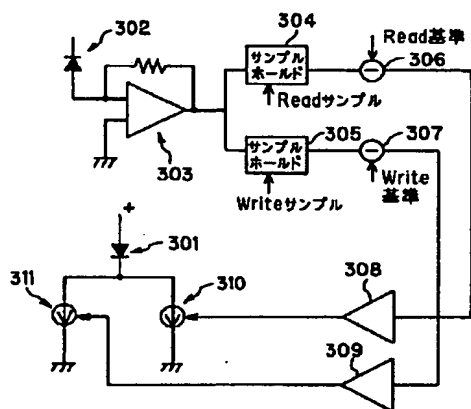 302
304
サンプル
ホールド
Read基準
306
Readサンプル
303
305
サンプル
ホールド
307
Write
基準
Writeサンプル
+
301
311
310
308
309